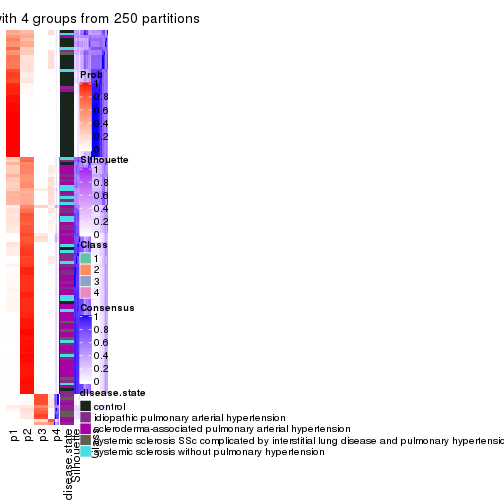 with 4 groups from 250 partitions
Prob
1
0.8
0.6
0.4
0.2
0
Silhouette
1
0.8
0.6
0.4
0.2
0
Class
1
2
3
4
Consensus
1
0.8
0.6
0.4
0.2
0
disease.state
control
idiopathic pulmonary arterial hypertension
scleroderma-associated pulmonary arterial hypertension
systemic sclerosis SSc complicated by interstitial lung disease and pulmonary hypertension
systemic sclerosis without pulmonary hypertension
p1
p2
p3
p4
disease.state
Silhouette